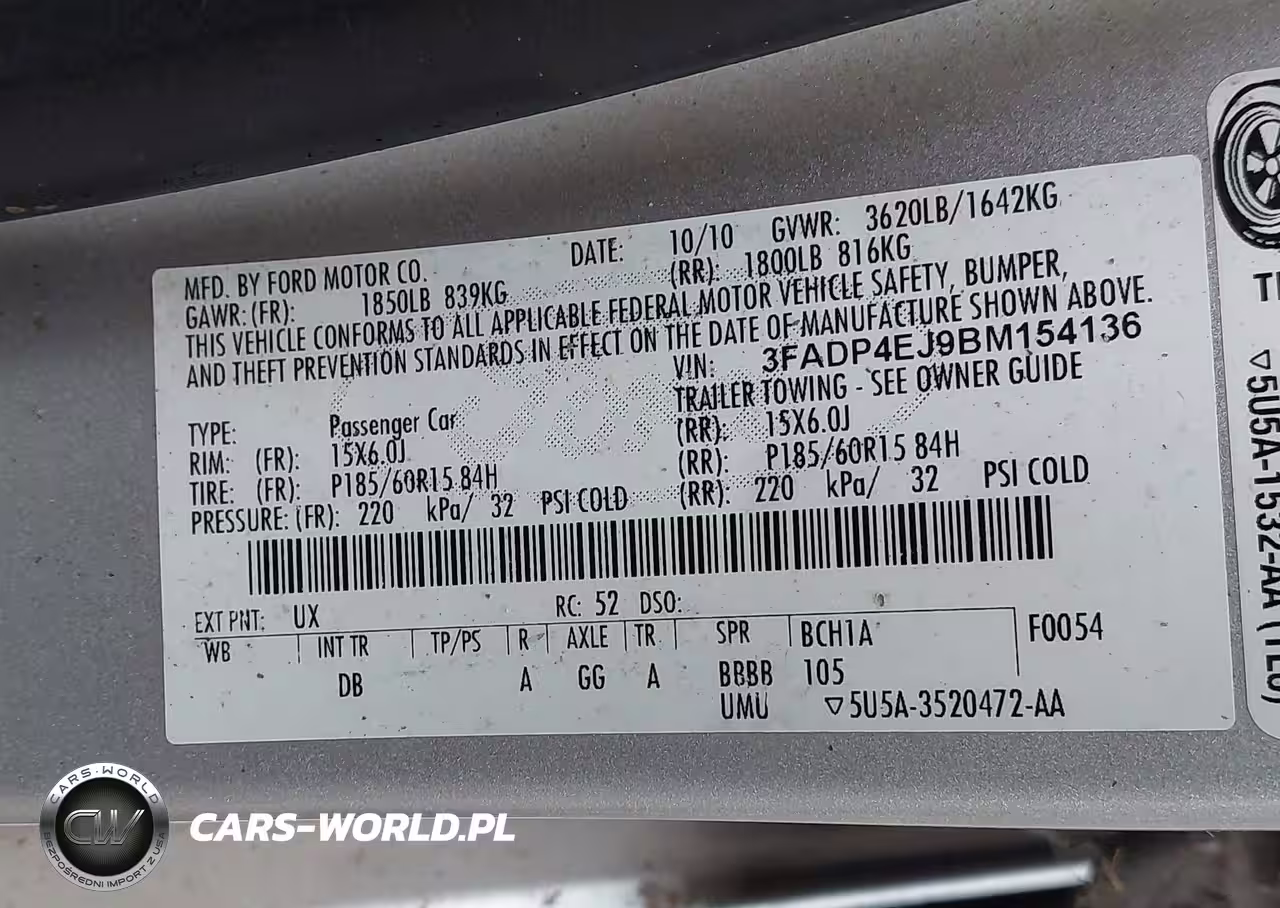 MFD. BY FORD MOTOR CO. DATE: 10/10 GVWR: 3620LB/1642KG
GAWR: (FR): 1850LB 839KG (RR): 1800LB 816KG
THIS VEHICLE CONFORMS TO ALL APPLICABLE FEDERAL MOTOR VEHICLE SAFETY, BUMPER,
AND THEFT PREVENTION STANDARDS IN EFFECT ON THE DATE OF MANUFACTURE SHOWN ABOVE.
VIN: 3FADP4EJ9BM154136
TRAILER TOWING - SEE OWNER GUIDE
TYPE: Passenger Car
RIM: (FR): 15X6.0J (RR): 15X6.0J
TIRE: (FR): P185/60R15 84H (RR): P185/60R15 84H
PRESSURE: (FR): 220 kPa/ 32 PSI COLD (RR): 220 kPa/ 32 PSI COLD
EXT PNT: UX RC: 52 DSO:
WB INT TR TP/PS R AXLE TR SPR BCH1A F0054
DB A GG A BBBB 105
UMU ▽5U5A-3520472-AA
▽5U5A-1532-AA
CARS-WORLD
CW
BEZPOŚREDNI IMPORT Z USA
CARS-WORLD.PL